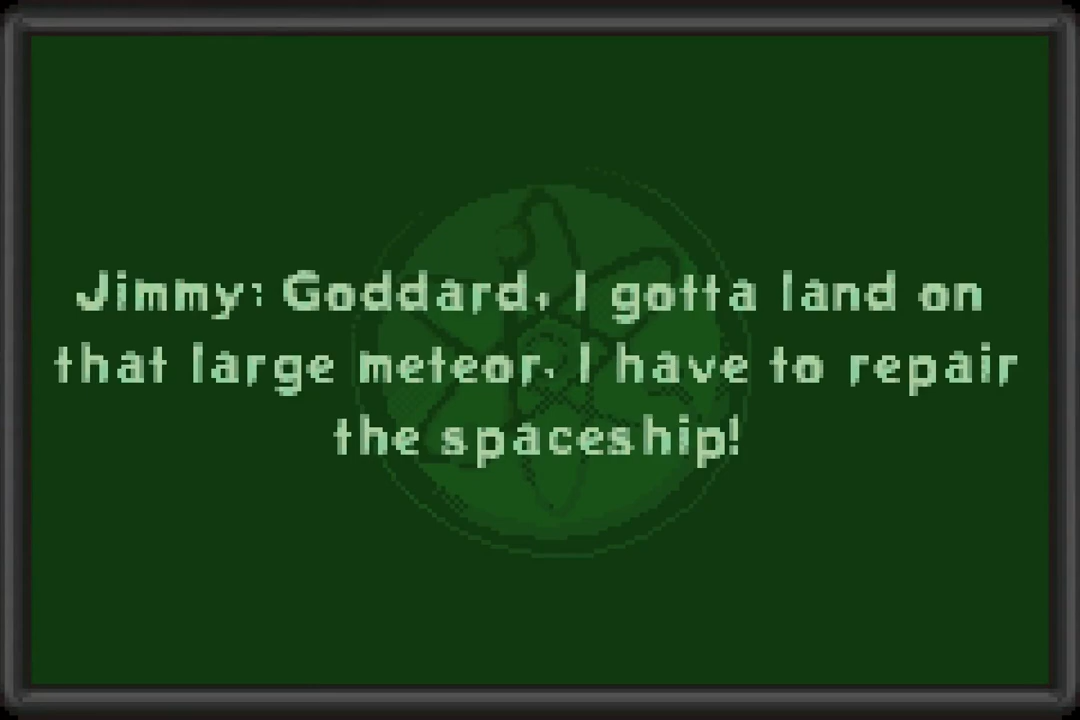 Jimmy: Goddard, I gotta land on
that large meteor. I have to repair
the spaceship!